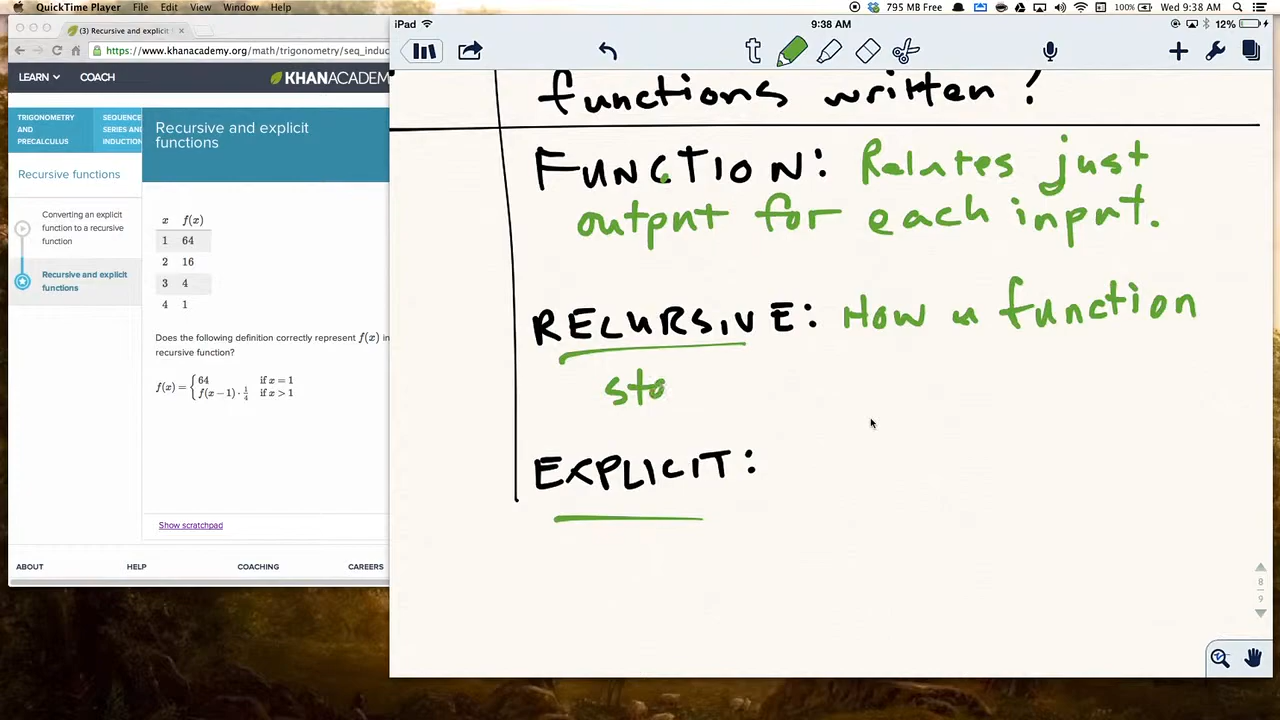 QuickTime Player File Edit View Window Help
795 MB Free 100% Wed 9:38 AM
(3) Recursive and explicit
https://www.khanacademy.org/math/trigonometry/seq_induc
LEARN COACH KHANACADEM
TRIGONOMETRY AND PRECALCULUS
SEQUENCE SERIES AND INDUCTION
Recursive and explicit
functions
Recursive functions
Converting an explicit
function to a recursive
function
Recursive and explicit
functions
x f(x)
1 64
2 16
3 4
4 1
Does the following definition correctly represent f(x) in
recursive function?
f(x) = { 64 if x = 1
f(x − 1) · 1/4 if x > 1
Show scratchpad
ABOUT HELP COACHING CAREERS
iPad 9:38 AM 12%
t
functions written?
FUNCTION: Relates just
output for each input.
RECURSIVE: How a function
sto
EXPLICIT:
8
9